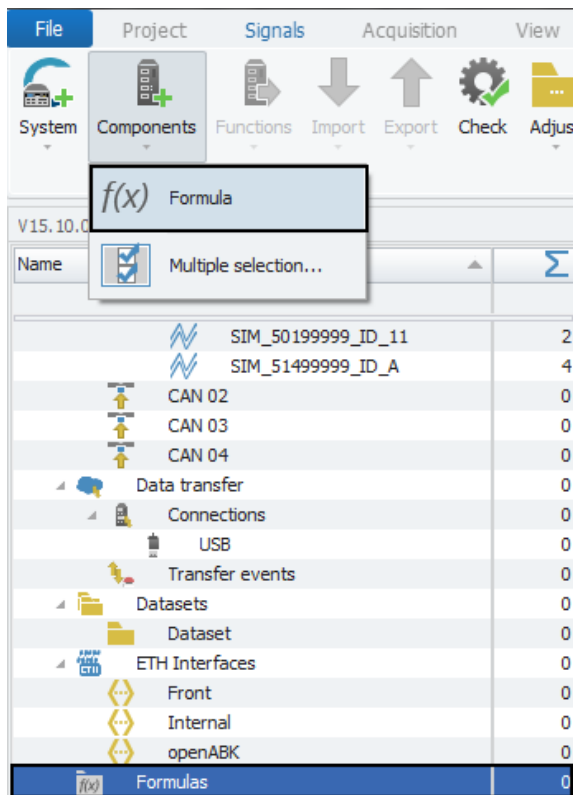 File Project Signals Acquisition View
System Components Functions Import Export Check Adjus
f(x) Formula
V15.10.0
Multiple selection...
Name Σ
SIM_50199999_ID_11 2
SIM_51499999_ID_A 4
CAN 02 0
CAN 03 0
CAN 04 0
Data transfer 0
Connections 0
USB 0
Transfer events 0
Datasets 0
Dataset 0
ETH Interfaces 0
Front 0
Internal 0
openABK 0
f(x) Formulas 0